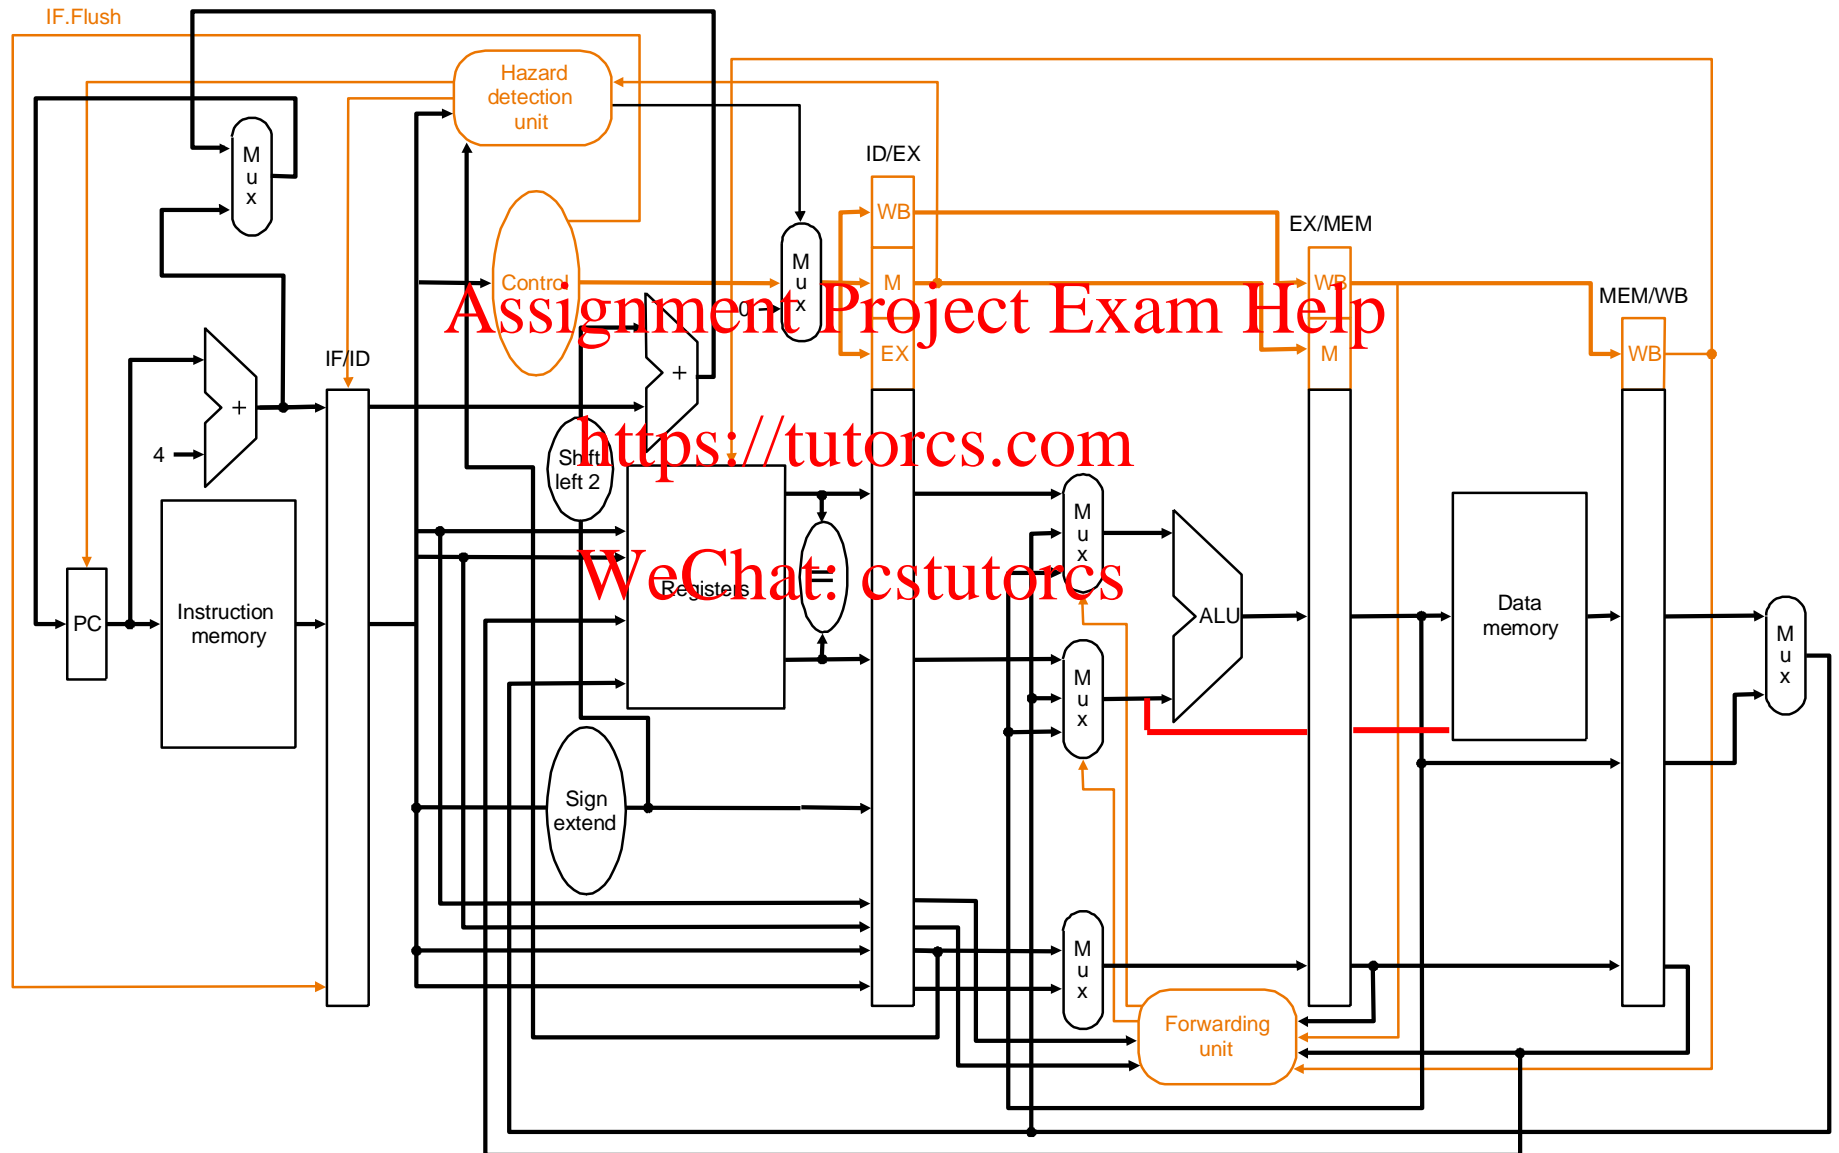 IF.Flush
Hazard
detection
unit
M
u
x
ID/EX
WB
M
EX
Control
M
u
x
0
EX/MEM
WB
M
MEM/WB
WB
Assignment Project Exam Help
IF/ID
+
+
4
Shift
left 2
https://tutorcs.com
WeChat: cstutorcs
Registers
=
M
u
x
PC
Instruction
memory
ALU
Data
memory
M
u
x
M
u
x
Sign
extend
M
u
x
Forwarding
unit